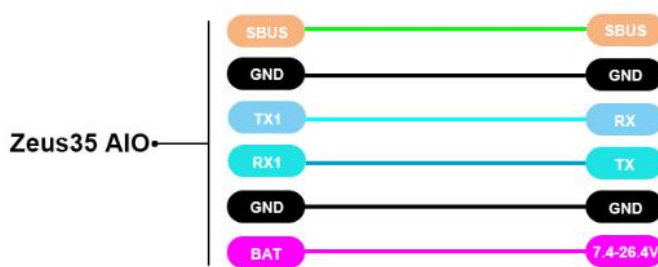 SBUS SBUS
GND GND
TX1 RX
Zeus35 AIO
RX1 TX
GND GND
BAT 7.4-26.4V